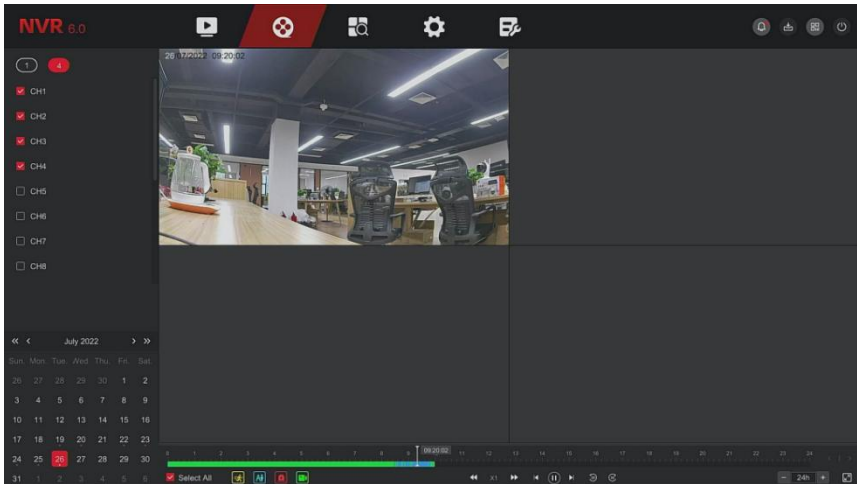 NVR 6.0
1 4
26/07/2022 09:20:02
CH1
CH2
CH3
CH4
CH5
CH6
CH7
CH8
July 2022
Sun. Mon. Tue. Wed. Thu. Fri. Sat.
26 27 28 29 30 1 2
3 4 5 6 7 8 9
10 11 12 13 14 15 16
17 18 19 20 21 22 23
24 25 26 27 28 29 30
31 1 2 3 4 5 6
09:20:02
0 1 2 3 4 5 6 7 8 9 11 12 13 14 15 16 17 18 19 20 21 22 23 24
Select All
X1
24h